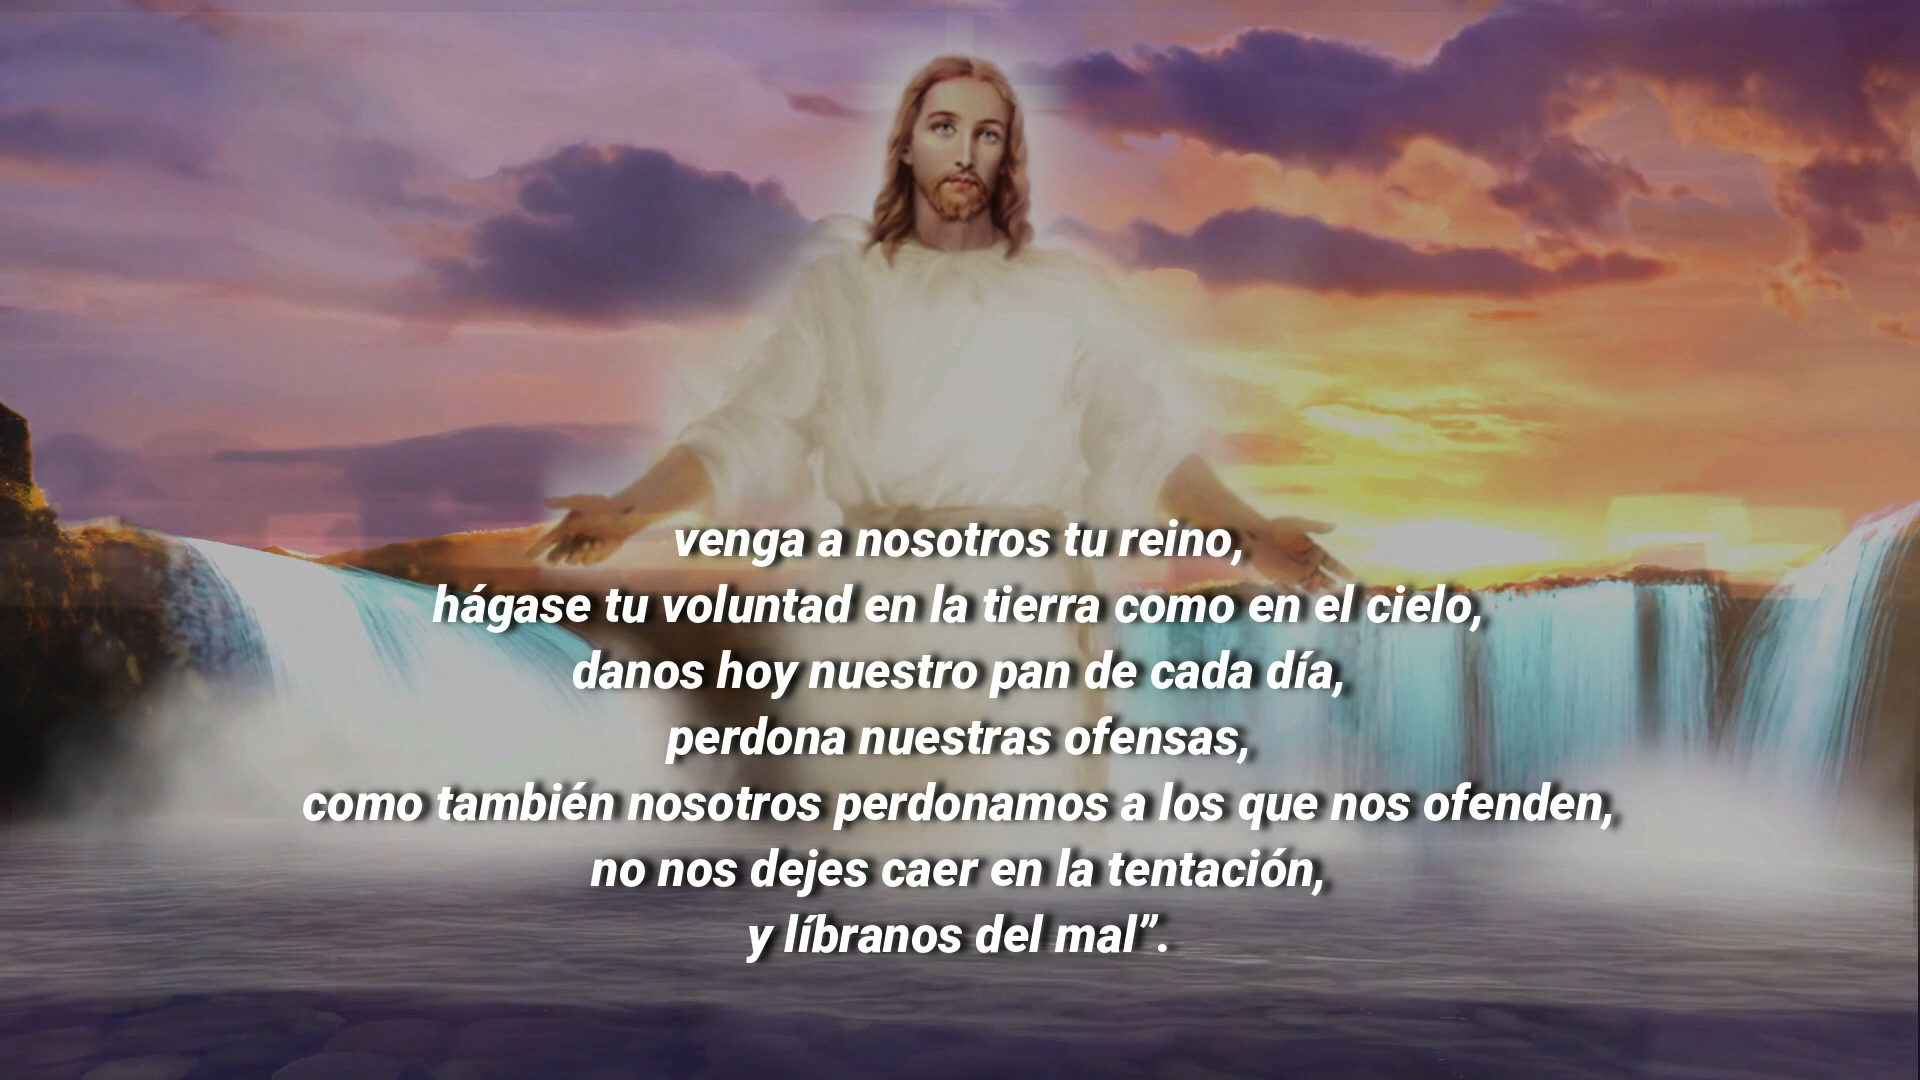 venga a nosotros tu reino,
hágase tu voluntad en la tierra como en el cielo,
danos hoy nuestro pan de cada día,
perdona nuestras ofensas,
como también nosotros perdonamos a los que nos ofenden,
no nos dejes caer en la tentación,
y líbranos del mal”.